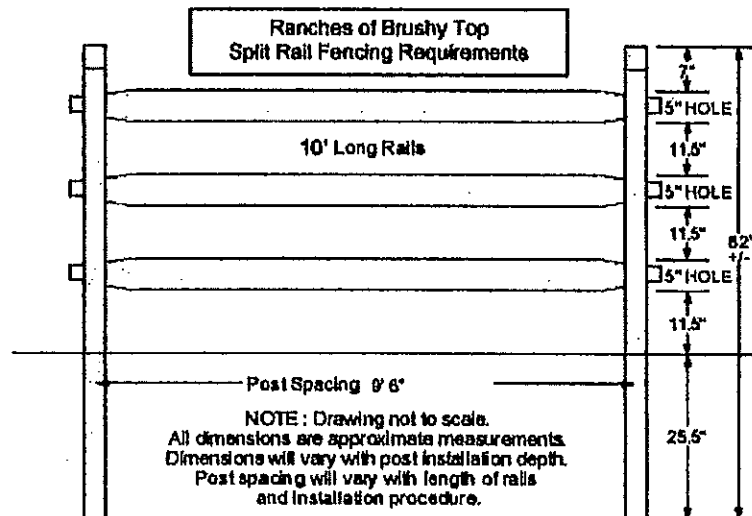 Ranches of Brushy Top
Split Rail Fencing Requirements
7"
5" HOLE
10' Long Rails
11.5"
5" HOLE
11.5"
82"
+/-
5" HOLE
11.5"
Post Spacing 9' 6"
NOTE : Drawing not to scale.
All dimensions are approximate measurements.
Dimensions will vary with post installation depth.
Post spacing will vary with length of rails
and installation procedure.
25.5"